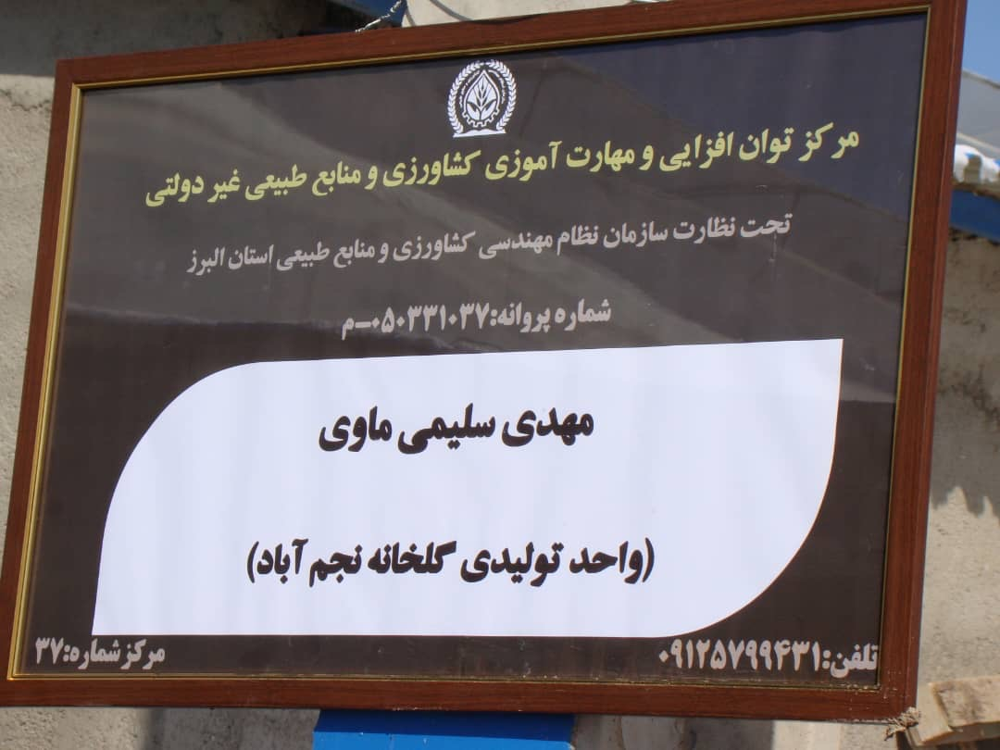 مرکز توان افزایی و مهارت آموزی کشاورزی و منابع طبیعی غیر دولتی
تحت نظارت سازمان نظام مهندسی کشاورزی و منابع طبیعی استان البرز
شماره پروانه:۰۵۰۳۳۱۰۳۷-م
مهدی سلیمی ماوی
(واحد تولیدی گلخانه نجم آباد)
تلفن:۰۹۱۲۵۷۹۹۴۳۱
مرکز شماره:۳۷